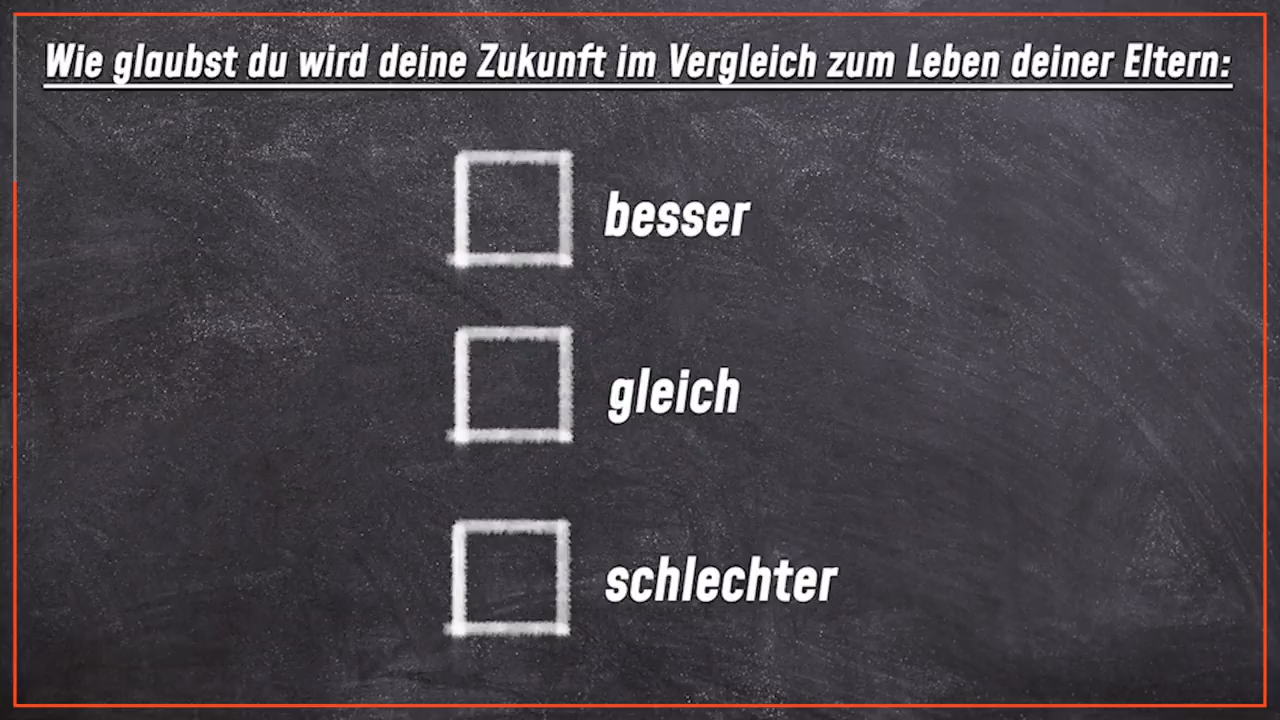 Wie glaubst du wird deine Zukunft im Vergleich zum Leben deiner Eltern:
besser
gleich
schlechter